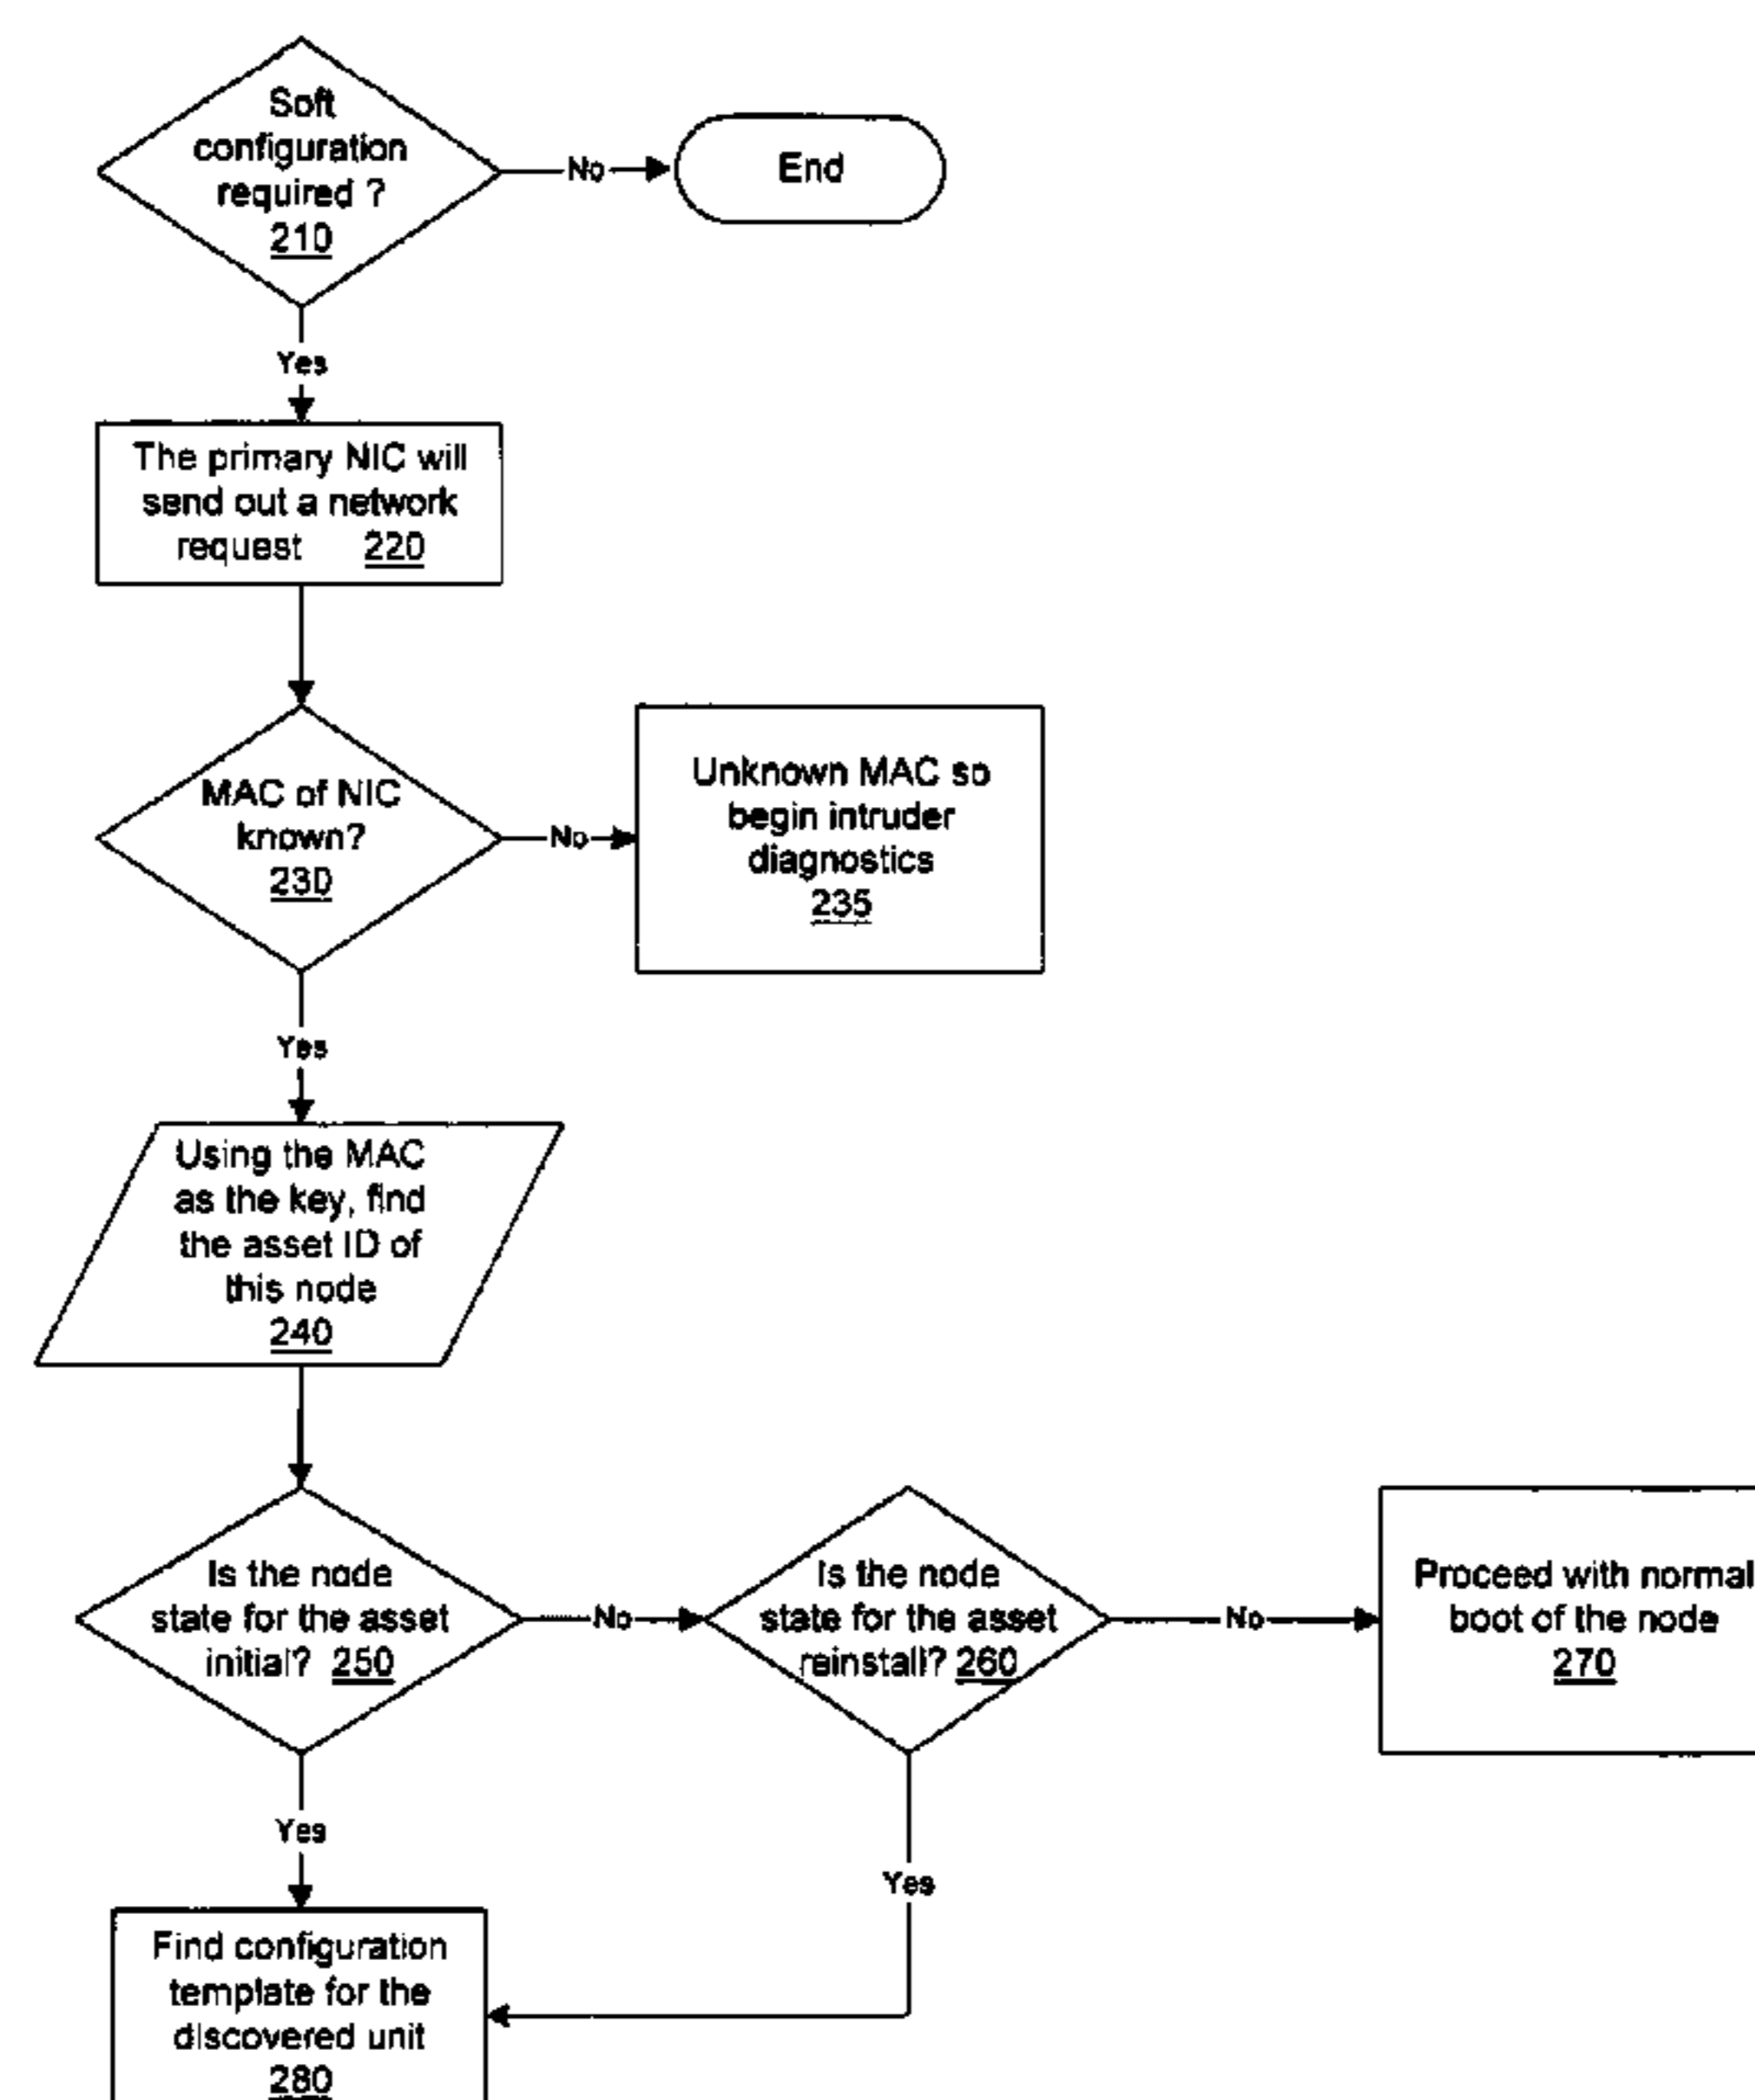 Soft
configuration
required ?
210
No
End
Yes
The primary NIC will
send out a network
request 220
MAC of NIC
known?
230
No
Unknown MAC so
begin intruder
diagnostics
235
Yes
Using the MAC
as the key, find
the asset ID of
this node
240
Is the node
state for the asset
initial? 250
No
Is the node
state for the asset
reinstall? 260
No
Proceed with normal
boot of the node
270
Yes
Yes
Find configuration
template for the
discovered unit
280